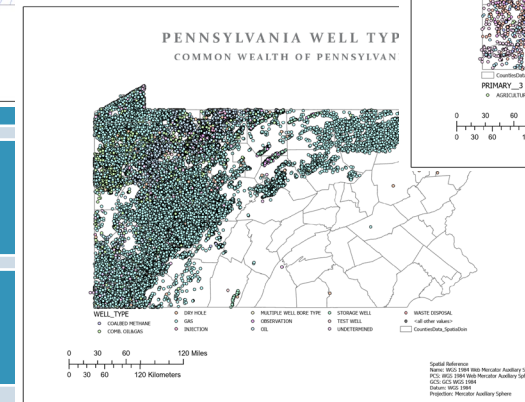 PENNSYLVANIA WELL TYP
COMMON WEALTH OF PENNSYLVAN
CountiesData
PRIMARY__3
AGRICULTUR
0 30 60
0 30 60 1
WELL_TYPE
COALBED METHANE
COMB. OIL&GAS
DRY HOLE
GAS
INJECTION
MULTIPLE WELL BORE TYPE
OBSERVATION
OIL
STORAGE WELL
TEST WELL
UNDETERMINED
WASTE DISPOSAL
<all other values>
CountiesData_SpatialJoin
0 30 60 120 Miles
0 30 60 120 Kilometers
Spatial Reference
Name: WGS 1984 Web Mercator Auxiliary S
PCS: WGS 1984 Web Mercator Auxiliary Sph
GCS: GCS WGS 1984
Datum: WGS 1984
Projection: Mercator Auxiliary Sphere